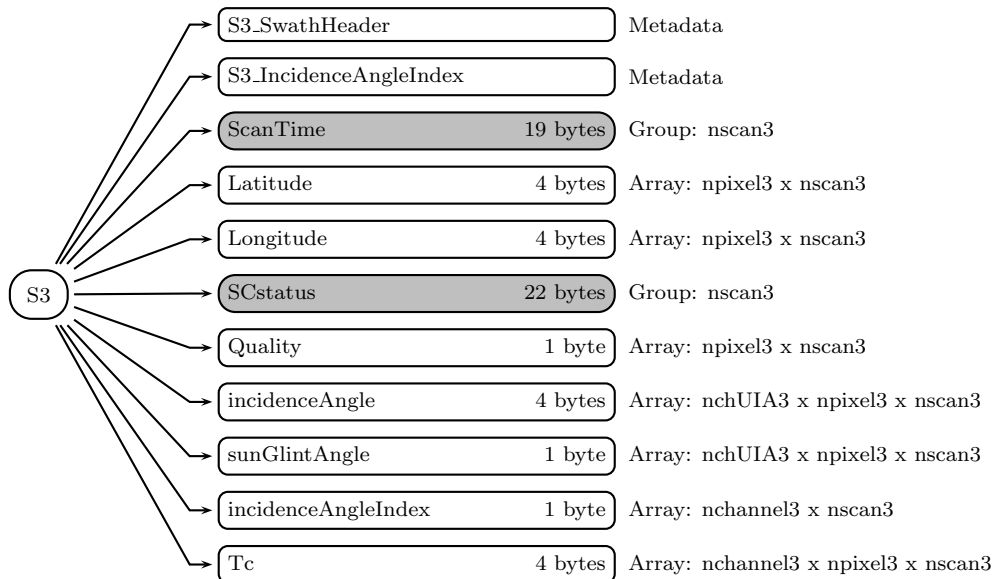 S3_SwathHeader Metadata
S3_IncidenceAngleIndex Metadata
ScanTime 19 bytes Group: nscan3
Latitude 4 bytes Array: npixel3 x nscan3
Longitude 4 bytes Array: npixel3 x nscan3
S3 SCstatus 22 bytes Group: nscan3
Quality 1 byte Array: npixel3 x nscan3
incidenceAngle 4 bytes Array: nchUIA3 x npixel3 x nscan3
sunGlintAngle 1 byte Array: nchUIA3 x npixel3 x nscan3
incidenceAngleIndex 1 byte Array: nchannel3 x nscan3
Tc 4 bytes Array: nchannel3 x npixel3 x nscan3